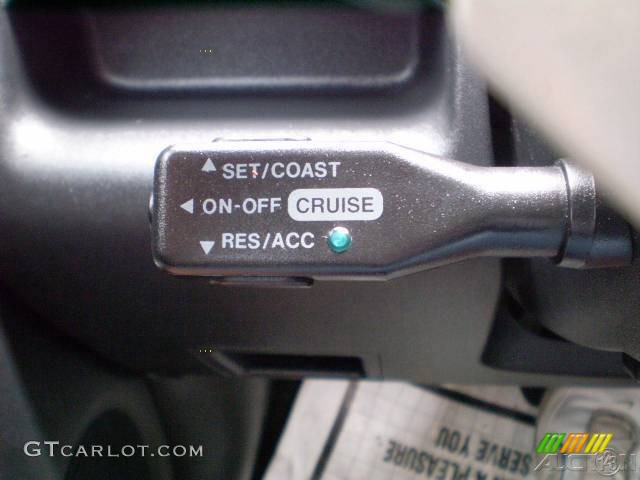 SET/COAST
ON-OFF CRUISE
RES/ACC
SERVE YOU
A PLEASURE
GTcarlot.com